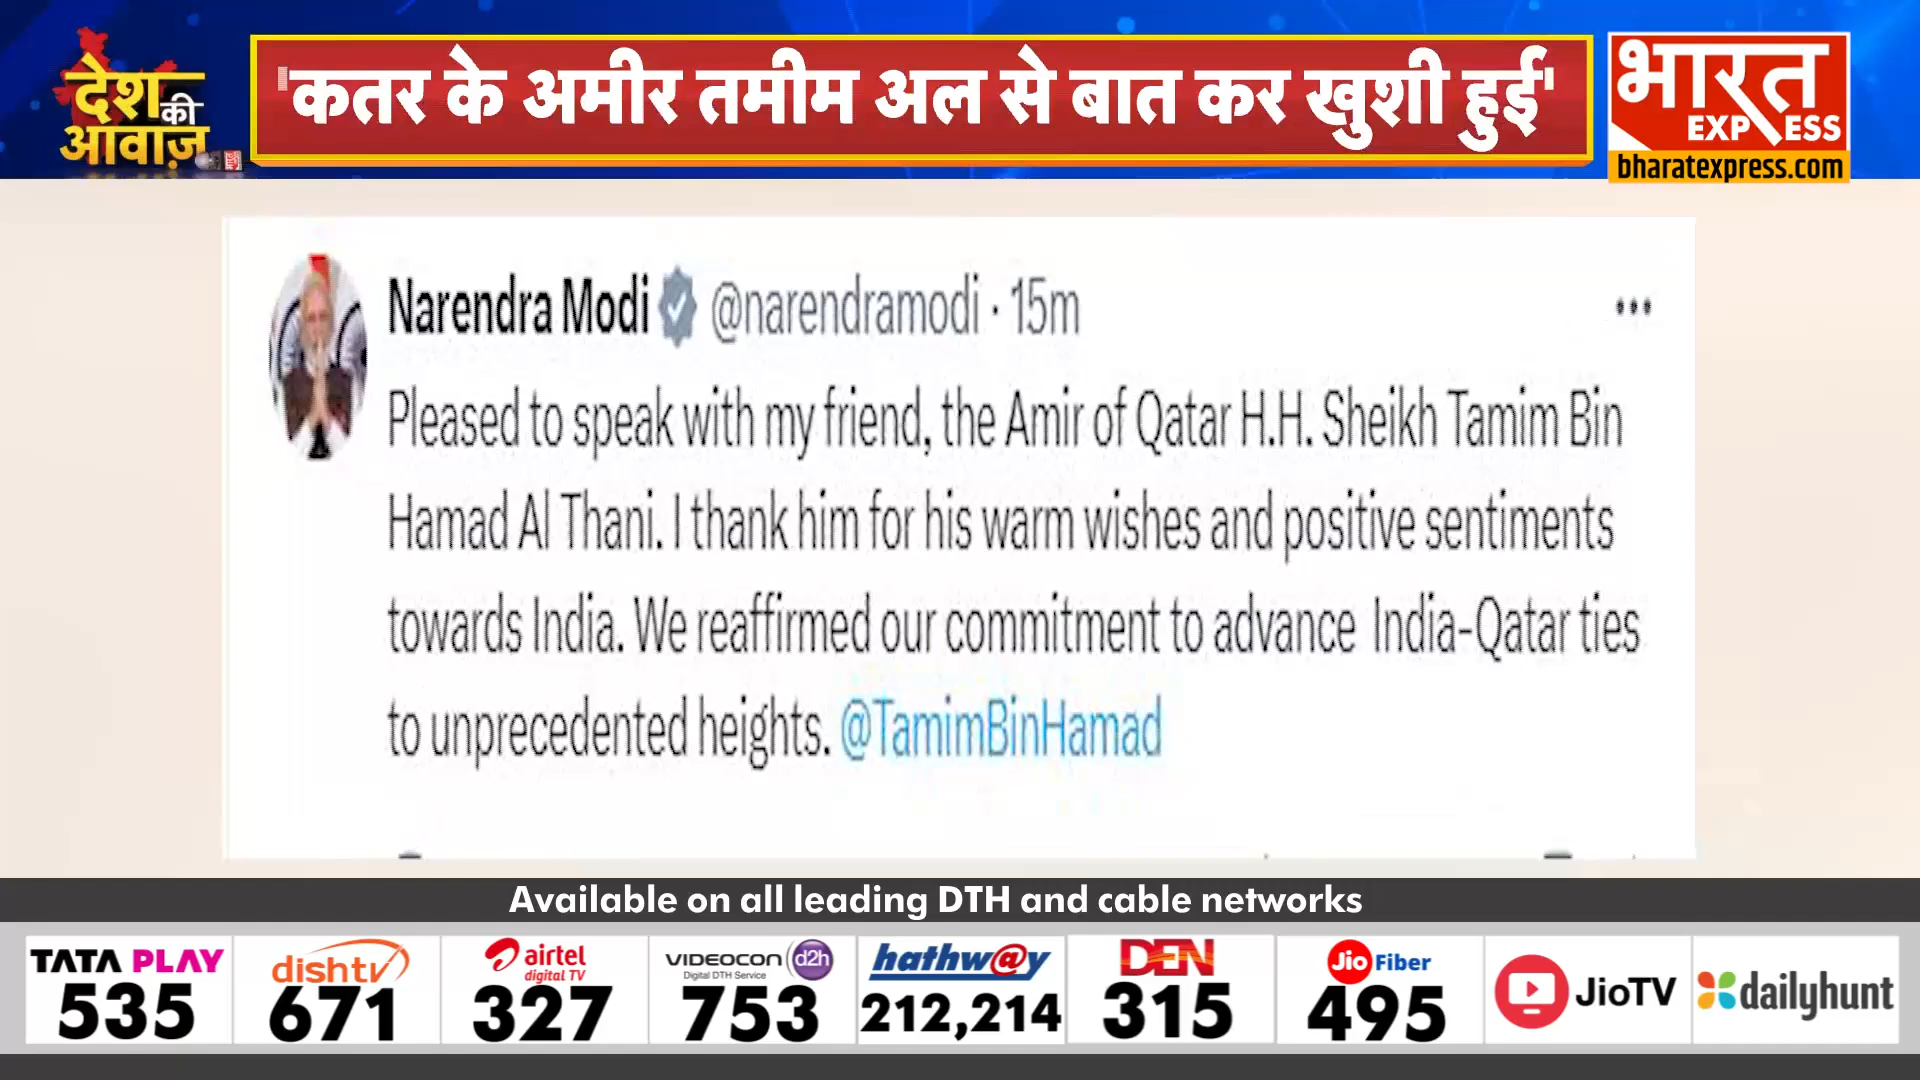 देश की आवाज़
'कतर के अमीर तमीम अल से बात कर खुशी हुई'
भारत
EXPRESS
bharatexpress.com
Narendra Modi @narendramodi · 15m
Pleased to speak with my friend, the Amir of Qatar H.H. Sheikh Tamim Bin
Hamad Al Thani. I thank him for his warm wishes and positive sentiments
towards India. We reaffirmed our commitment to advance India-Qatar ties
to unprecedented heights. @TamimBinHamad
Available on all leading DTH and cable networks
TATA PLAY
535
dishtv
671
airtel
digital TV
327
VIDEOCON d2h
Digital DTH Service
753
hathway
212,214
DEN
315
Jio Fiber
495
JioTV
dailyhunt